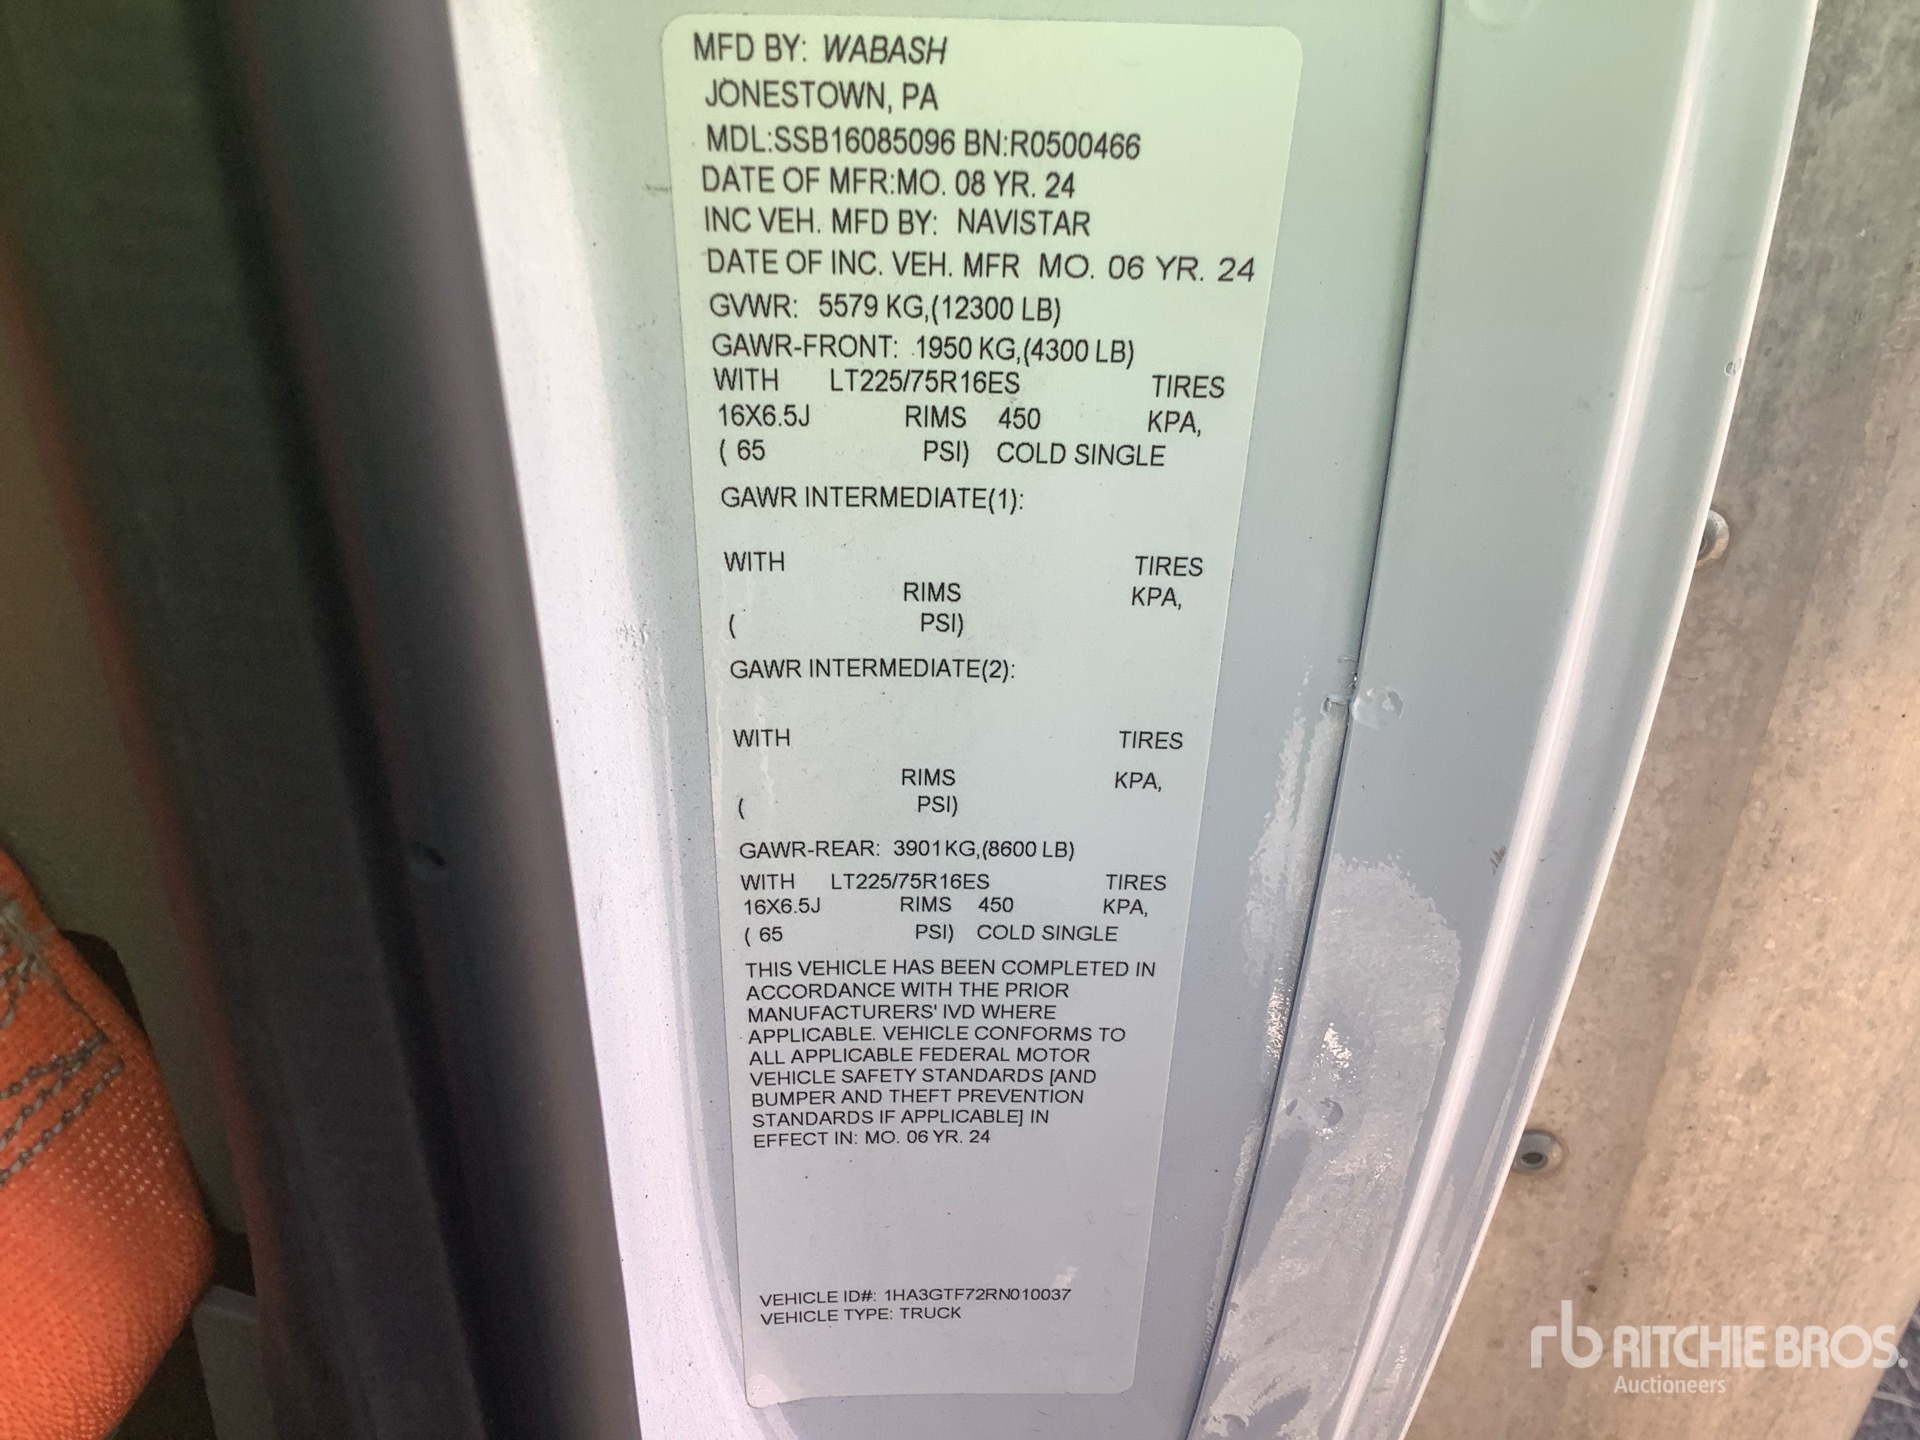 MFD BY: WABASH
JONESTOWN, PA
MDL:SSB16085096 BN:R0500466
DATE OF MFR:MO. 08 YR. 24
INC VEH. MFD BY: NAVISTAR
DATE OF INC. VEH. MFR MO. 06 YR. 24
GVWR: 5579 KG,(12300 LB)
GAWR-FRONT: 1950 KG,(4300 LB)
WITH LT225/75R16ES TIRES
16X6.5J RIMS 450 KPA,
( 65 PSI) COLD SINGLE
GAWR INTERMEDIATE(1):
WITH TIRES
RIMS KPA,
( PSI)
GAWR INTERMEDIATE(2):
WITH TIRES
RIMS KPA,
( PSI)
GAWR-REAR: 3901KG,(8600 LB)
WITH LT225/75R16ES TIRES
16X6.5J RIMS 450 KPA,
( 65 PSI) COLD SINGLE
THIS VEHICLE HAS BEEN COMPLETED IN
ACCORDANCE WITH THE PRIOR
MANUFACTURERS' IVD WHERE
APPLICABLE. VEHICLE CONFORMS TO
ALL APPLICABLE FEDERAL MOTOR
VEHICLE SAFETY STANDARDS [AND
BUMPER AND THEFT PREVENTION
STANDARDS IF APPLICABLE] IN
EFFECT IN: MO. 06 YR. 24
VEHICLE ID#: 1HA3GTF72RN010037
VEHICLE TYPE: TRUCK
rb RITCHIE BROS.
Auctioneers